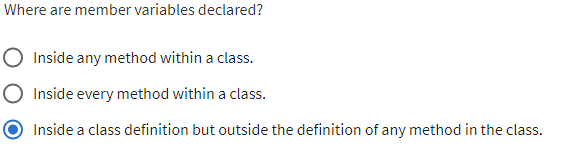 Where are member variables declared?
Inside any method within a class.
Inside every method within a class.
Inside a class definition but outside the definition of any method in the class.